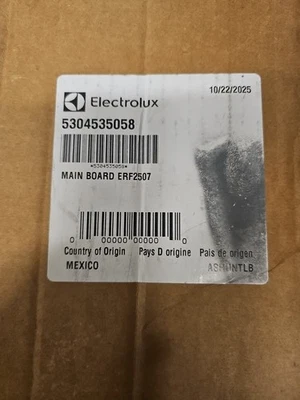 Electrolux 10/22/2025
5304535058
*5304535058*
MAIN BOARD ERF2507
0 00000 00000 0
Country of Origin Pays D origine Pais de origen
MEXICO